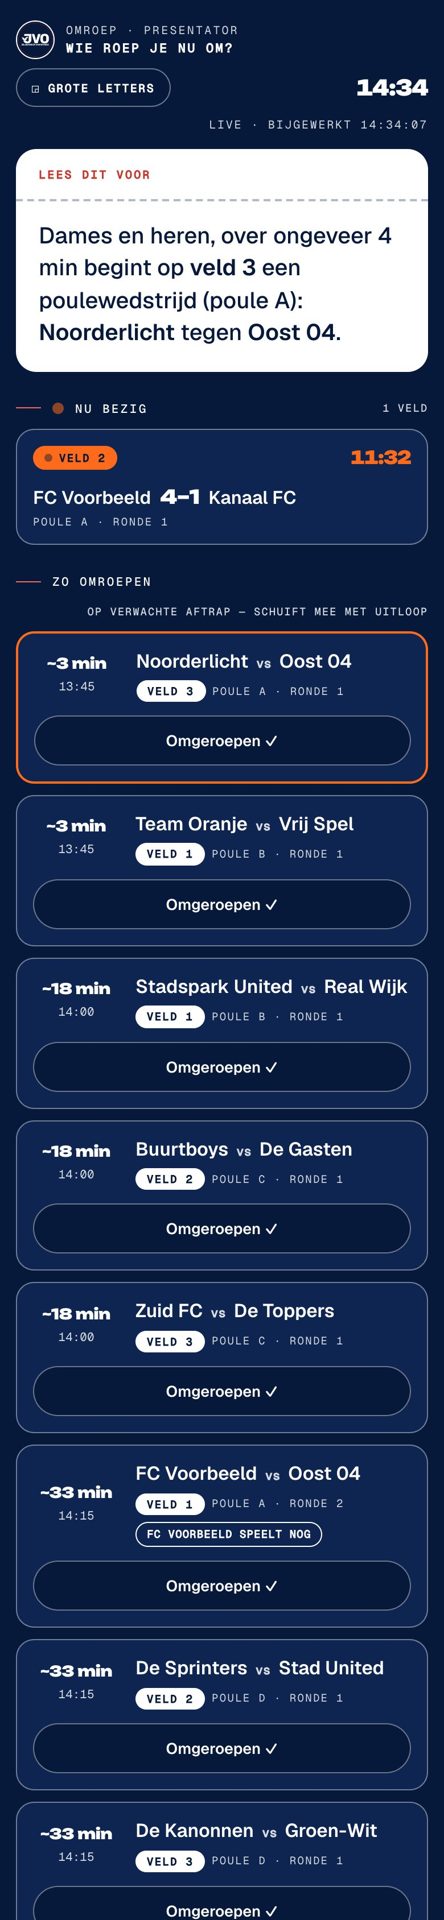 JVO
OMROEP · PRESENTATOR
WIE ROEP JE NU OM?
GROTE LETTERS
14:34
LIVE · BIJGEWERKT 14:34:07
LEES DIT VOOR
Dames en heren, over ongeveer 4
min begint op veld 3 een
poulewedstrijd (poule A):
Noorderlicht tegen Oost 04.
NU BEZIG
1 VELD
VELD 2
11:32
FC Voorbeeld 4–1 Kanaal FC
POULE A · RONDE 1
ZO OMROEPEN
OP VERWACHTE AFTRAP — SCHUIFT MEE MET UITLOOP
~3 min
13:45
Noorderlicht vs Oost 04
VELD 3 POULE A · RONDE 1
Omgeroepen ✓
~3 min
13:45
Team Oranje vs Vrij Spel
VELD 1 POULE B · RONDE 1
Omgeroepen ✓
~18 min
14:00
Stadspark United vs Real Wijk
VELD 1 POULE B · RONDE 1
Omgeroepen ✓
~18 min
14:00
Buurtboys vs De Gasten
VELD 2 POULE C · RONDE 1
Omgeroepen ✓
~18 min
14:00
Zuid FC vs De Toppers
VELD 3 POULE C · RONDE 1
Omgeroepen ✓
~33 min
14:15
FC Voorbeeld vs Oost 04
VELD 1 POULE A · RONDE 2
FC VOORBEELD SPEELT NOG
Omgeroepen ✓
~33 min
14:15
De Sprinters vs Stad United
VELD 2 POULE D · RONDE 1
Omgeroepen ✓
~33 min
14:15
De Kanonnen vs Groen-Wit
VELD 3 POULE D · RONDE 1
Omgeroepen ✓